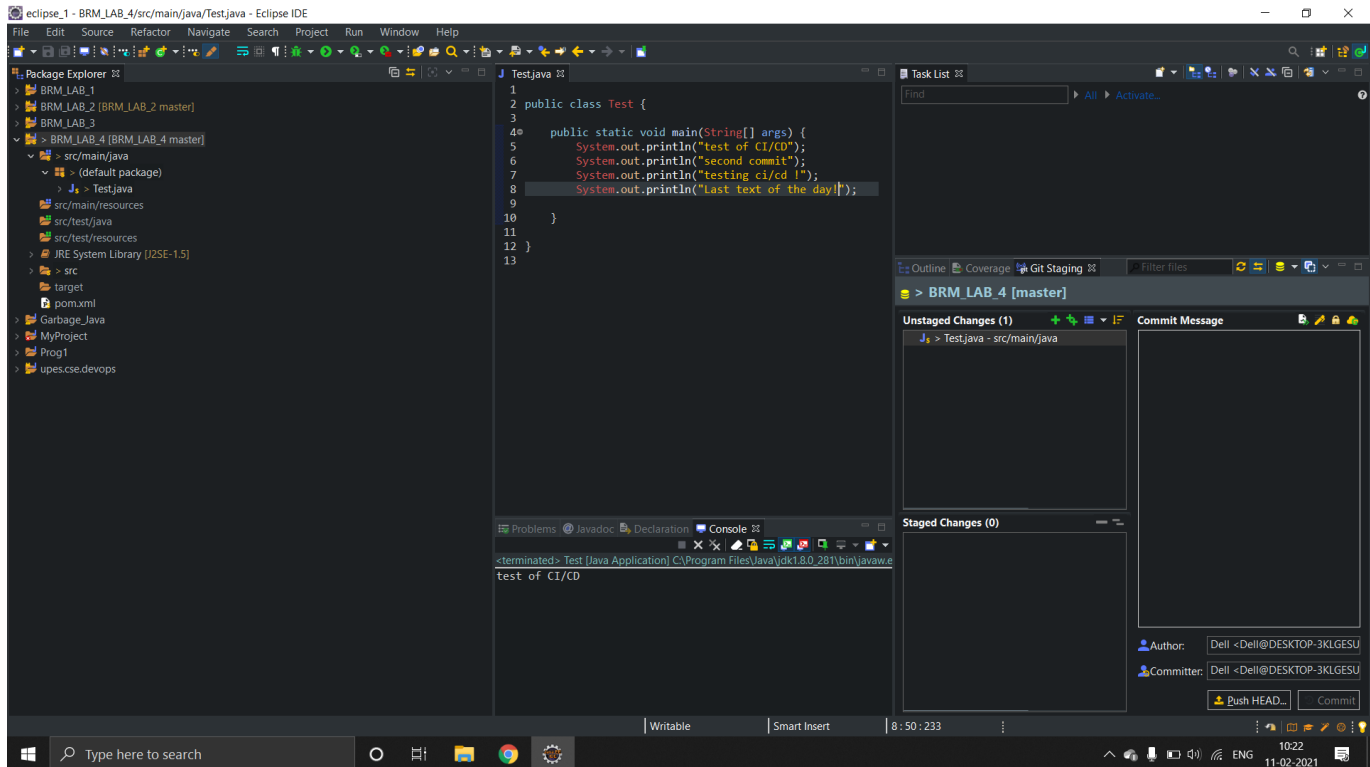 eclipse_1 - BRM_LAB_4/src/main/java/Test.java - Eclipse IDE
File Edit Source Refactor Navigate Search Project Run Window Help
Package Explorer
BRM_LAB_1
BRM_LAB_2 [BRM_LAB_2 master]
BRM_LAB_3
> BRM_LAB_4 [BRM_LAB_4 master]
> src/main/java
> (default package)
> Test.java
src/main/resources
src/test/java
src/test/resources
JRE System Library [J2SE-1.5]
> src
target
pom.xml
Garbage_Java
MyProject
Prog1
upes.cse.devops
Test.java
1
2 public class Test {
3
4 public static void main(String[] args) {
5 System.out.println("test of CI/CD");
6 System.out.println("second commit");
7 System.out.println("testing ci/cd !");
8 System.out.println("Last text of the day!");
9
10 }
11
12 }
13
Problems Javadoc Declaration Console
<terminated> Test [Java Application] C:\Program Files\Java\jdk1.8.0_281\bin\javaw.e
test of CI/CD
Task List
Find All Activate...
Outline Coverage Git Staging Filter files
> BRM_LAB_4 [master]
Unstaged Changes (1)
> Test.java - src/main/java
Staged Changes (0)
Commit Message
Author: Dell <Dell@DESKTOP-3KLGESU
Committer: Dell <Dell@DESKTOP-3KLGESU
Push HEAD... Commit
Writable Smart Insert 8 : 50 : 233
Type here to search
ENG 10:22
11-02-2021